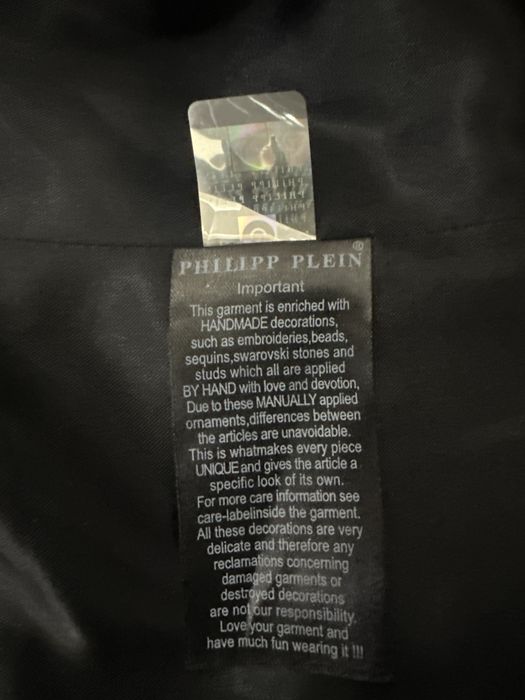 PHILIPP PLEIN®
Important
This garment is enriched with
HANDMADE decorations,
such as embroideries,beads,
sequins,swarovski stones and
studs which all are applied
BY HAND with love and devotion,
Due to these MANUALLY applied
ornaments,differences between
the articles are unavoidable.
This is whatmakes every piece
UNIQUE and gives the article a
specific look of its own.
For more care information see
care-labelinside the garment.
All these decorations are very
delicate and therefore any
reclamations concerning
damaged garments or
destroyed decorations
are not our responsibility.
Love your garment and
have much fun wearing it !!!